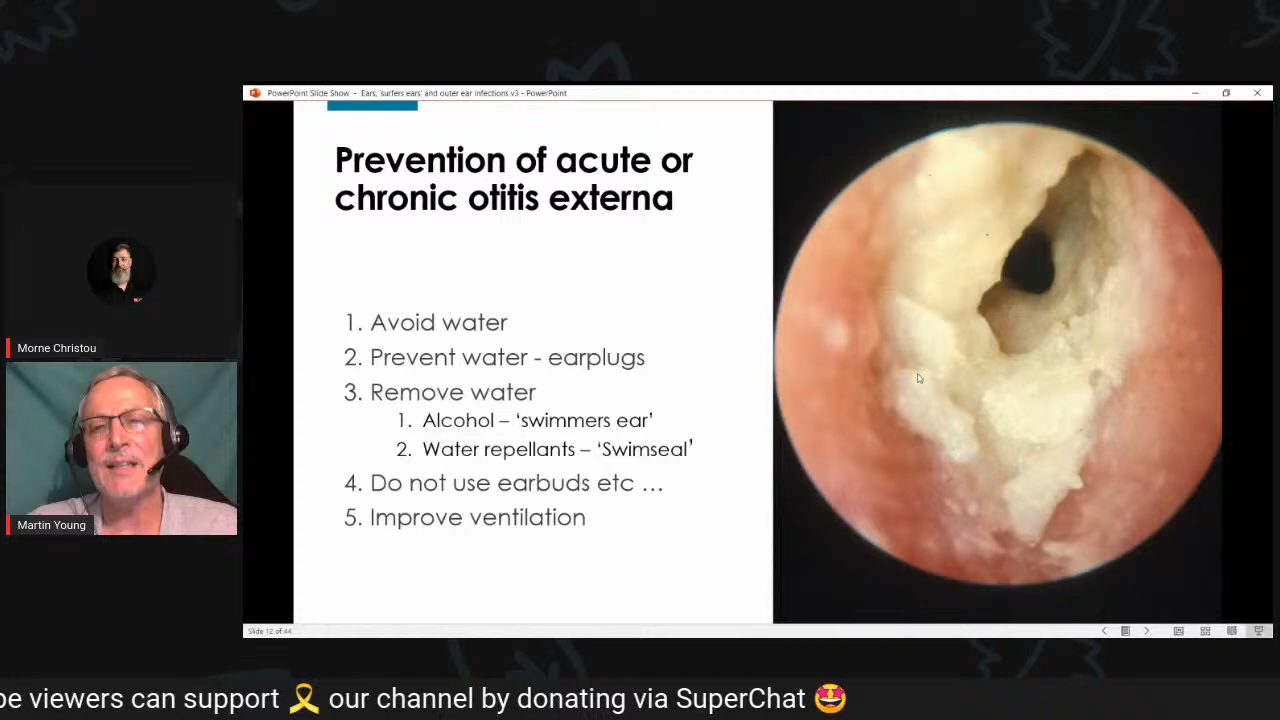 PowerPoint Slide Show - Ears, 'surfers ears' and outer ear infections v3 - PowerPoint
Prevention of acute or
chronic otitis externa
1. Avoid water
2. Prevent water - earplugs
3. Remove water
1. Alcohol – 'swimmers ear'
2. Water repellants – 'Swimseal'
4. Do not use earbuds etc …
5. Improve ventilation
Morne Christou
Martin Young
Slide 12 of 44
be viewers can support 🎗️ our channel by donating via SuperChat 🤩